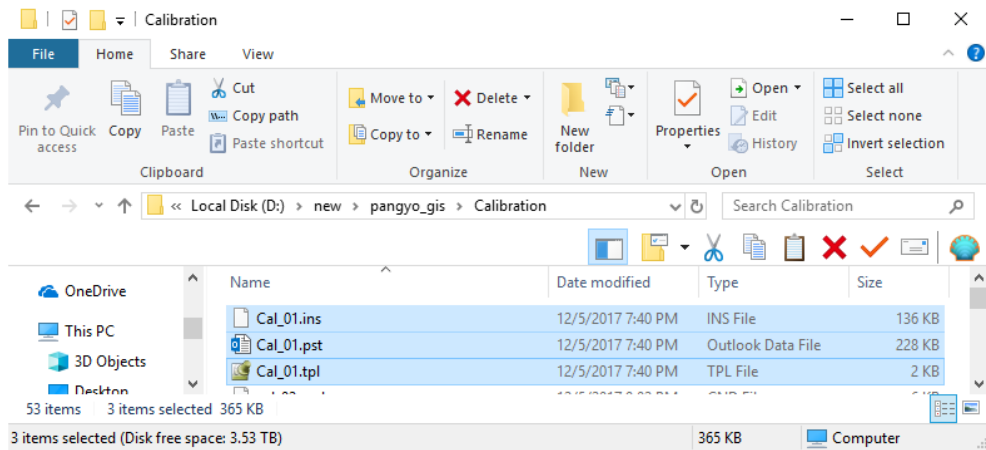 Calibration
File Home Share View
Pin to Quick access
Copy
Paste
Cut
Copy path
Paste shortcut
Clipboard
Move to
Copy to
Delete
Rename
Organize
New folder
New
Properties
Open
Edit
History
Open
Select all
Select none
Invert selection
Select
« Local Disk (D:) > new > pangyo_gis > Calibration
Search Calibration
OneDrive
This PC
3D Objects
Desktop
Name Date modified Type Size
Cal_01.ins 12/5/2017 7:40 PM INS File 136 KB
Cal_01.pst 12/5/2017 7:40 PM Outlook Data File 228 KB
Cal_01.tpl 12/5/2017 7:40 PM TPL File 2 KB
53 items 3 items selected 365 KB
3 items selected (Disk free space: 3.53 TB) 365 KB Computer